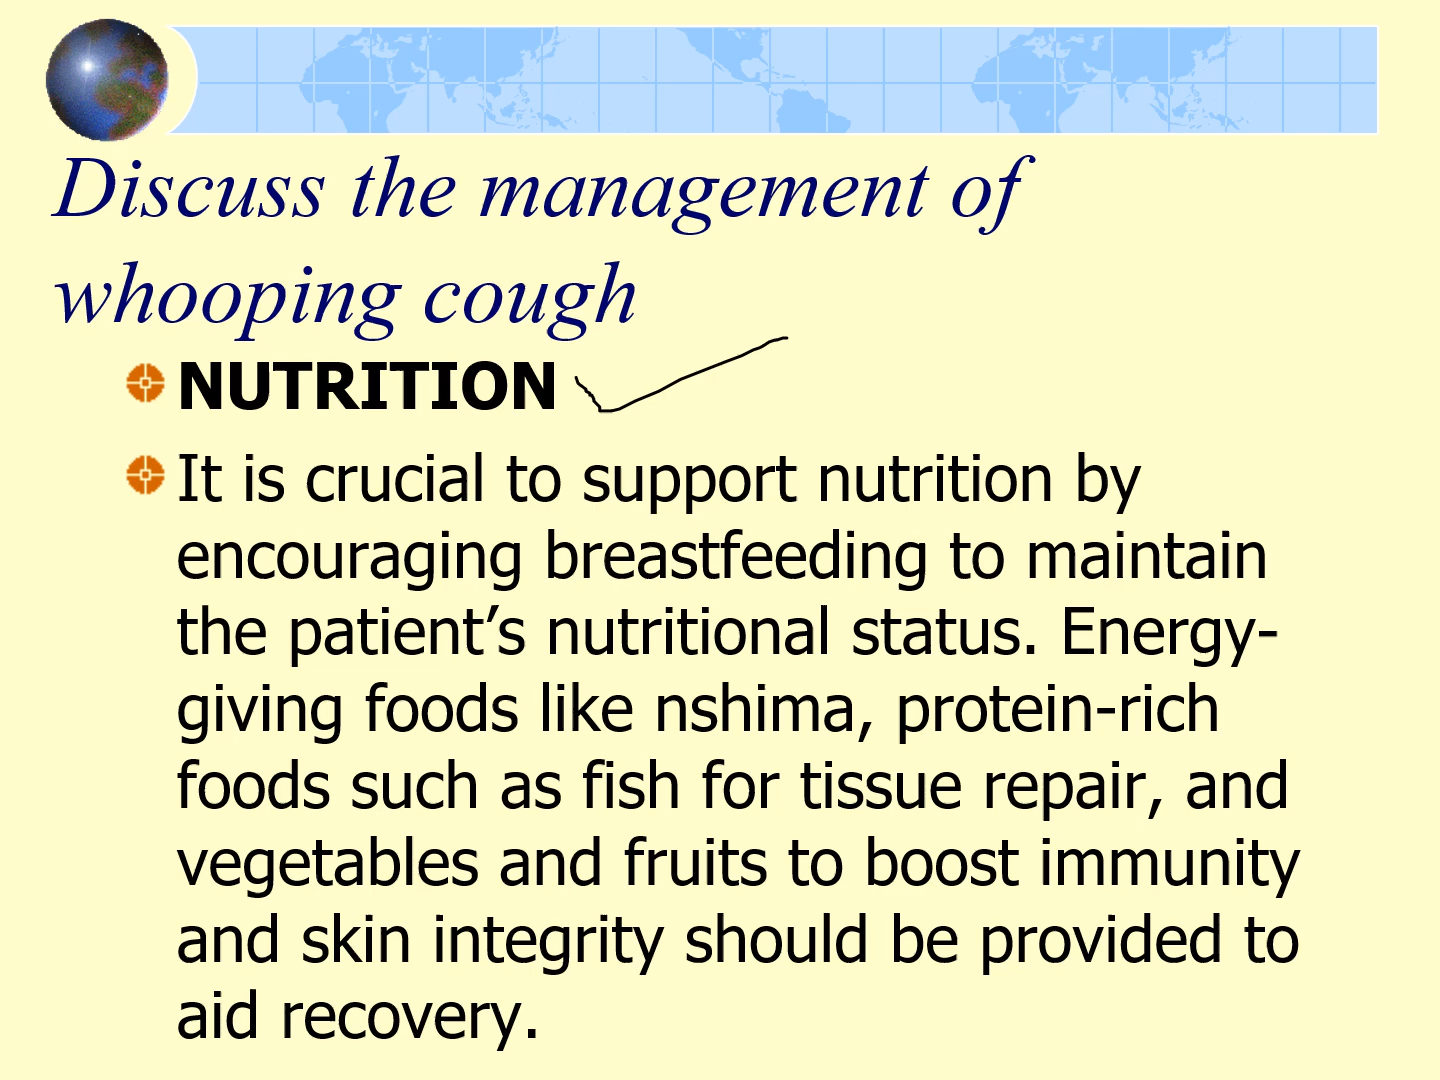 Discuss the management of
whooping cough
NUTRITION
It is crucial to support nutrition by
encouraging breastfeeding to maintain
the patient’s nutritional status. Energy-
giving foods like nshima, protein-rich
foods such as fish for tissue repair, and
vegetables and fruits to boost immunity
and skin integrity should be provided to
aid recovery.